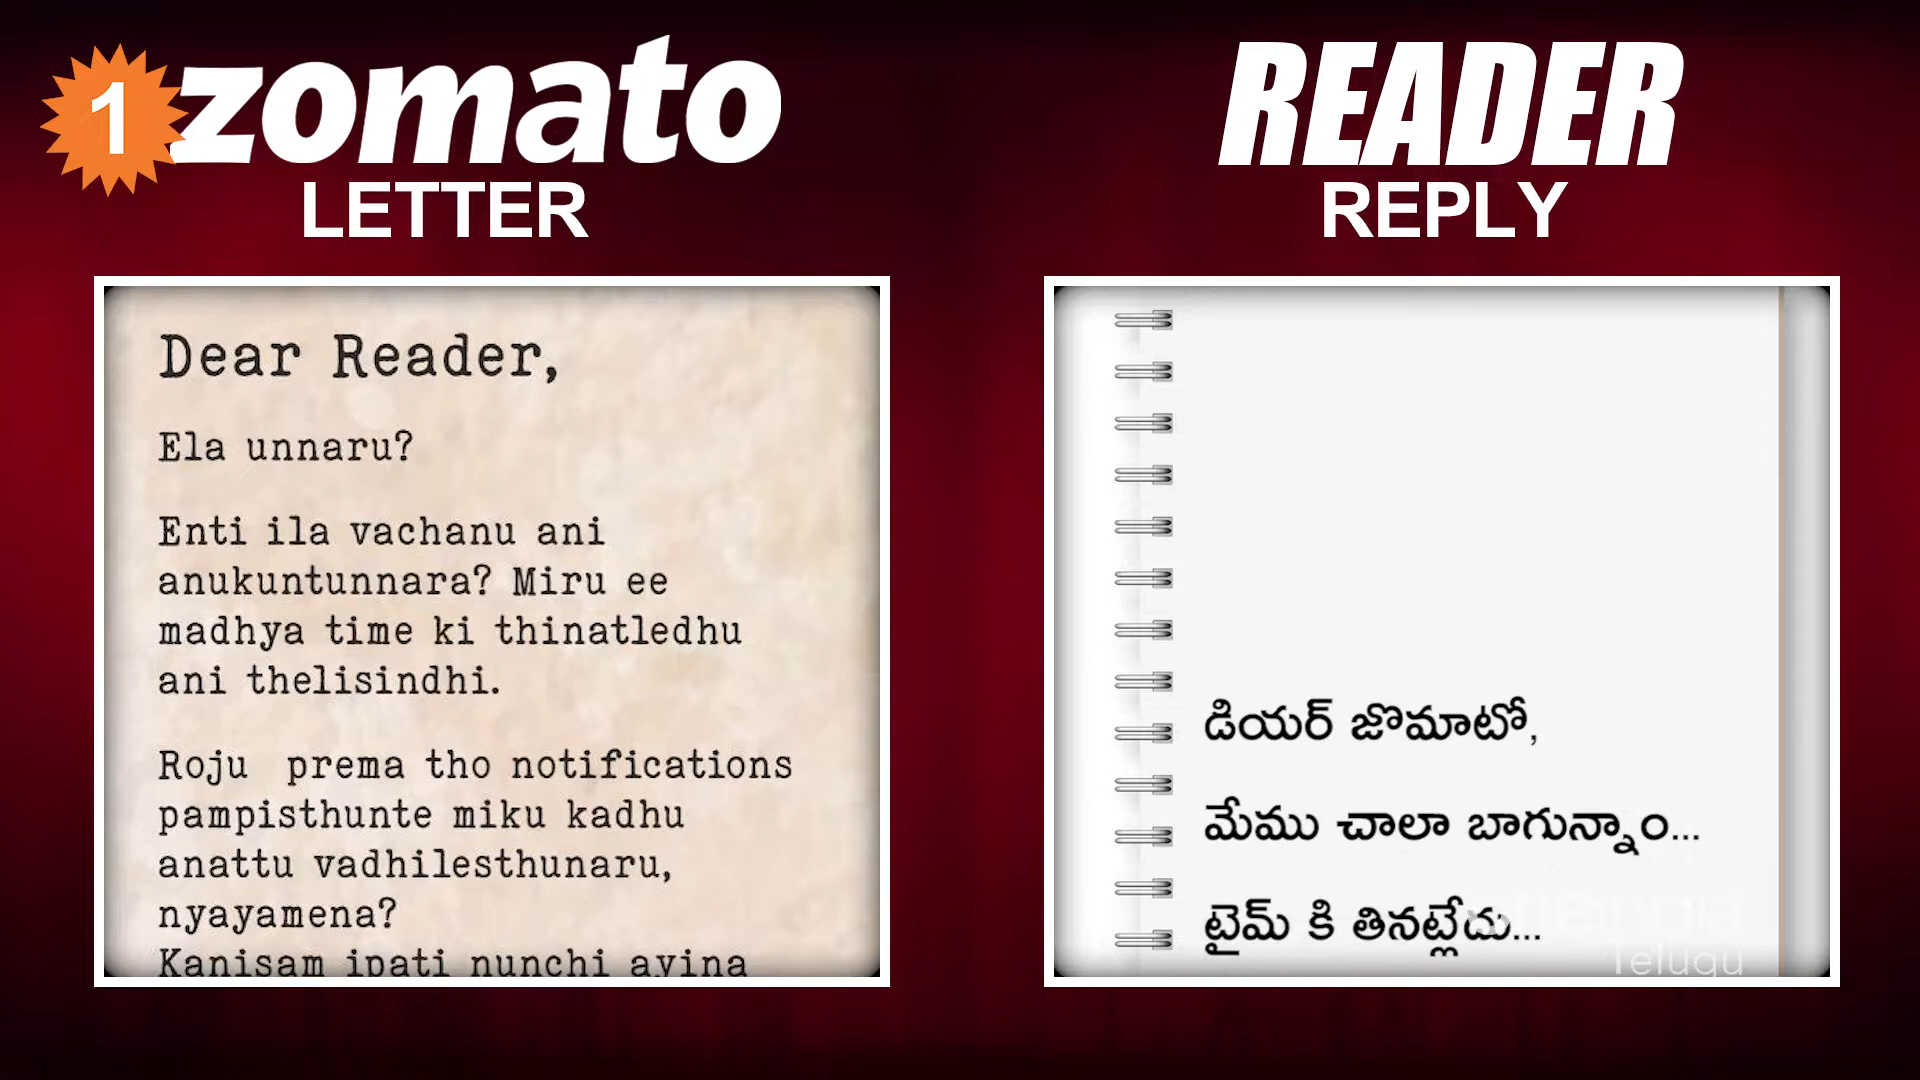 1
zomato
LETTER
Dear Reader,
Ela unnaru?
Enti ila vachanu ani
anukuntunnara? Miru ee
madhya time ki thinatledhu
ani thelisindhi.
Roju prema tho notifications
pampisthunte miku kadhu
anattu vadhilesthunaru,
nyayamena?
Kanisam ipati nunchi ayina
READER
REPLY
డియర్ జొమాటో,
మేము చాలా బాగున్నాం...
టైమ్ కి తినట్లేదు...
Telugu